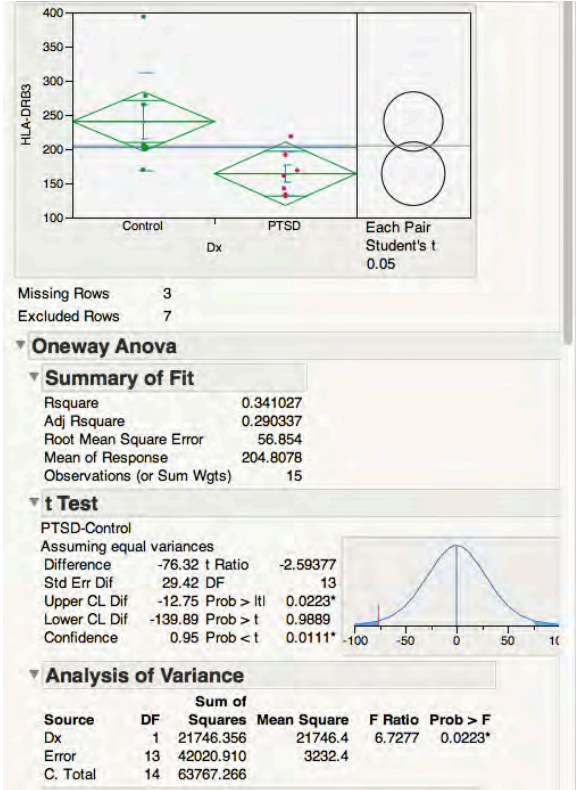 400
350
300
250
200
150
100
HLA-DRB3
Control PTSD
Dx
Each Pair
Student's t
0.05
Missing Rows 3
Excluded Rows 7
Oneway Anova
Summary of Fit
Rsquare 0.341027
Adj Rsquare 0.290337
Root Mean Square Error 56.854
Mean of Response 204.8078
Observations (or Sum Wgts) 15
t Test
PTSD-Control
Assuming equal variances
Difference -76.32 t Ratio -2.59377
Std Err Dif 29.42 DF 13
Upper CL Dif -12.75 Prob > |t| 0.0223*
Lower CL Dif -139.89 Prob > t 0.9889
Confidence 0.95 Prob < t 0.0111*
-100 -50 0 50 10
Analysis of Variance
Sum of
Source DF Squares Mean Square F Ratio Prob > F
Dx 1 21746.356 21746.4 6.7277 0.0223*
Error 13 42020.910 3232.4
C. Total 14 63767.266